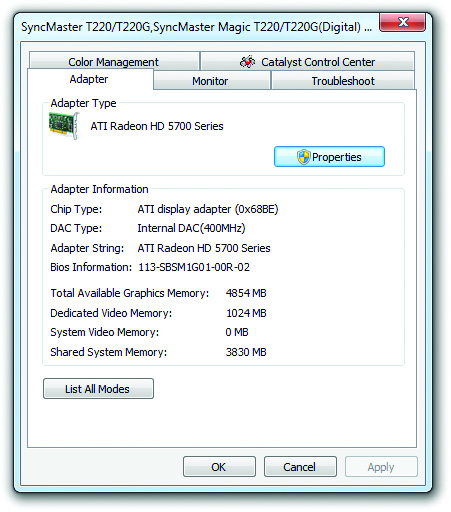 SyncMaster T220/T220G,SyncMaster Magic T220/T220G(Digital) ...
Color Management
Catalyst Control Center
Adapter
Monitor
Troubleshoot
Adapter Type
ATI Radeon HD 5700 Series
Properties
Adapter Information
Chip Type: ATI display adapter (0x68BE)
DAC Type: Internal DAC(400MHz)
Adapter String: ATI Radeon HD 5700 Series
Bios Information: 113-SBSM1G01-00R-02
Total Available Graphics Memory: 4854 MB
Dedicated Video Memory: 1024 MB
System Video Memory: 0 MB
Shared System Memory: 3830 MB
List All Modes
OK
Cancel
Apply